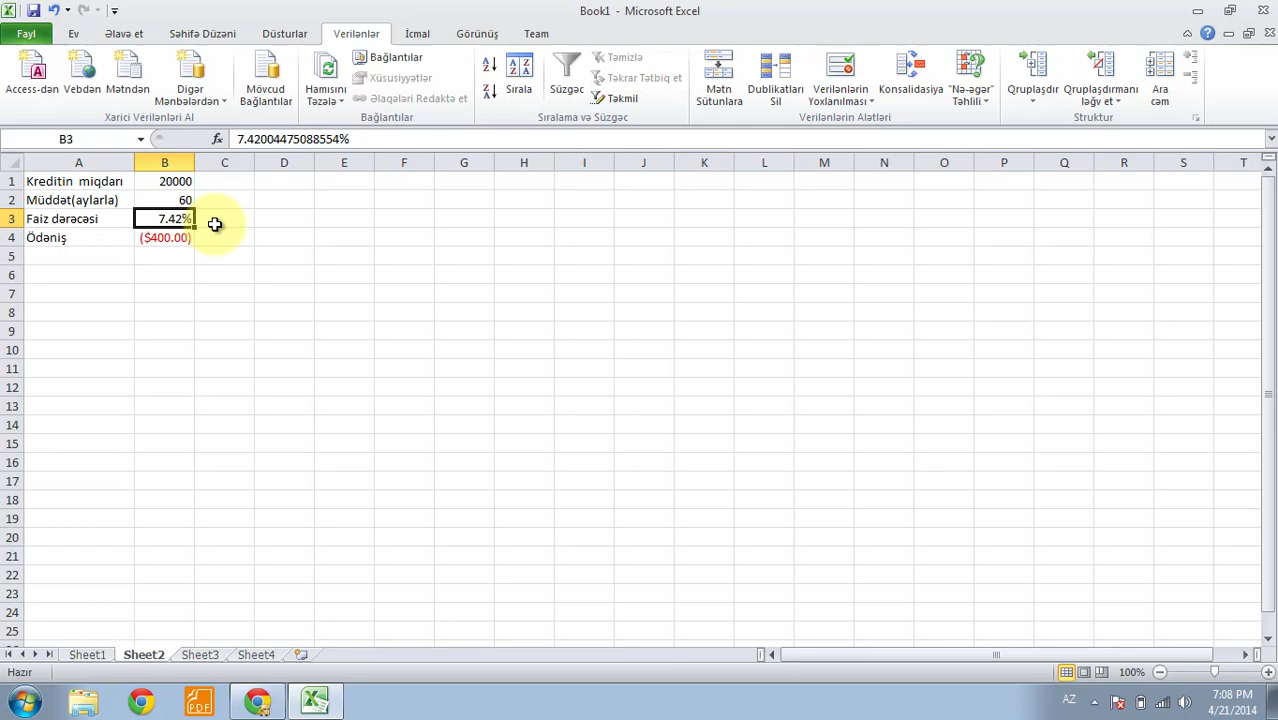 Book1 - Microsoft Excel
Fayl Ev Əlavə et Səhifə Düzəni Düsturlar Verilənlər İcmal Görünüş Team
Access-dən
Vebdən
Mətndən
Digər
Mənbələrdən
Mövcud
Bağlantılar
Xarici Verilənləri Al
Hamısını
Təzələ
Bağlantılar
Xüsusiyyətlər
Əlaqələri Redaktə et
Bağlantılar
Sırala
Süzgəc
Təmizlə
Təkrar Tətbiq et
Təkmil
Sıralama və Süzgəc
Mətn
Sütunlara
Dublikatları
Sil
Verilənlərin
Yoxlanılması
Konsalidasiya
"Nə-əgər"
Təhlili
Verilənlərin Alətləri
Qruplaşdır
Qruplaşdırmanı
ləğv et
Ara
cəm
Struktur
B3 fx 7.42004475088554%
A B C D E F G H I J K L M N O P Q R S T
1 Kreditin miqdarı 20000
2 Müddət(aylarla) 60
3 Faiz dərəcəsi 7.42%
4 Ödəniş ($400.00)
5
6
7
8
9
10
11
12
13
14
15
16
17
18
19
20
21
22
23
24
25
Sheet1 Sheet2 Sheet3 Sheet4
Hazır 100%
PDF
AZ
7:08 PM
4/21/2014